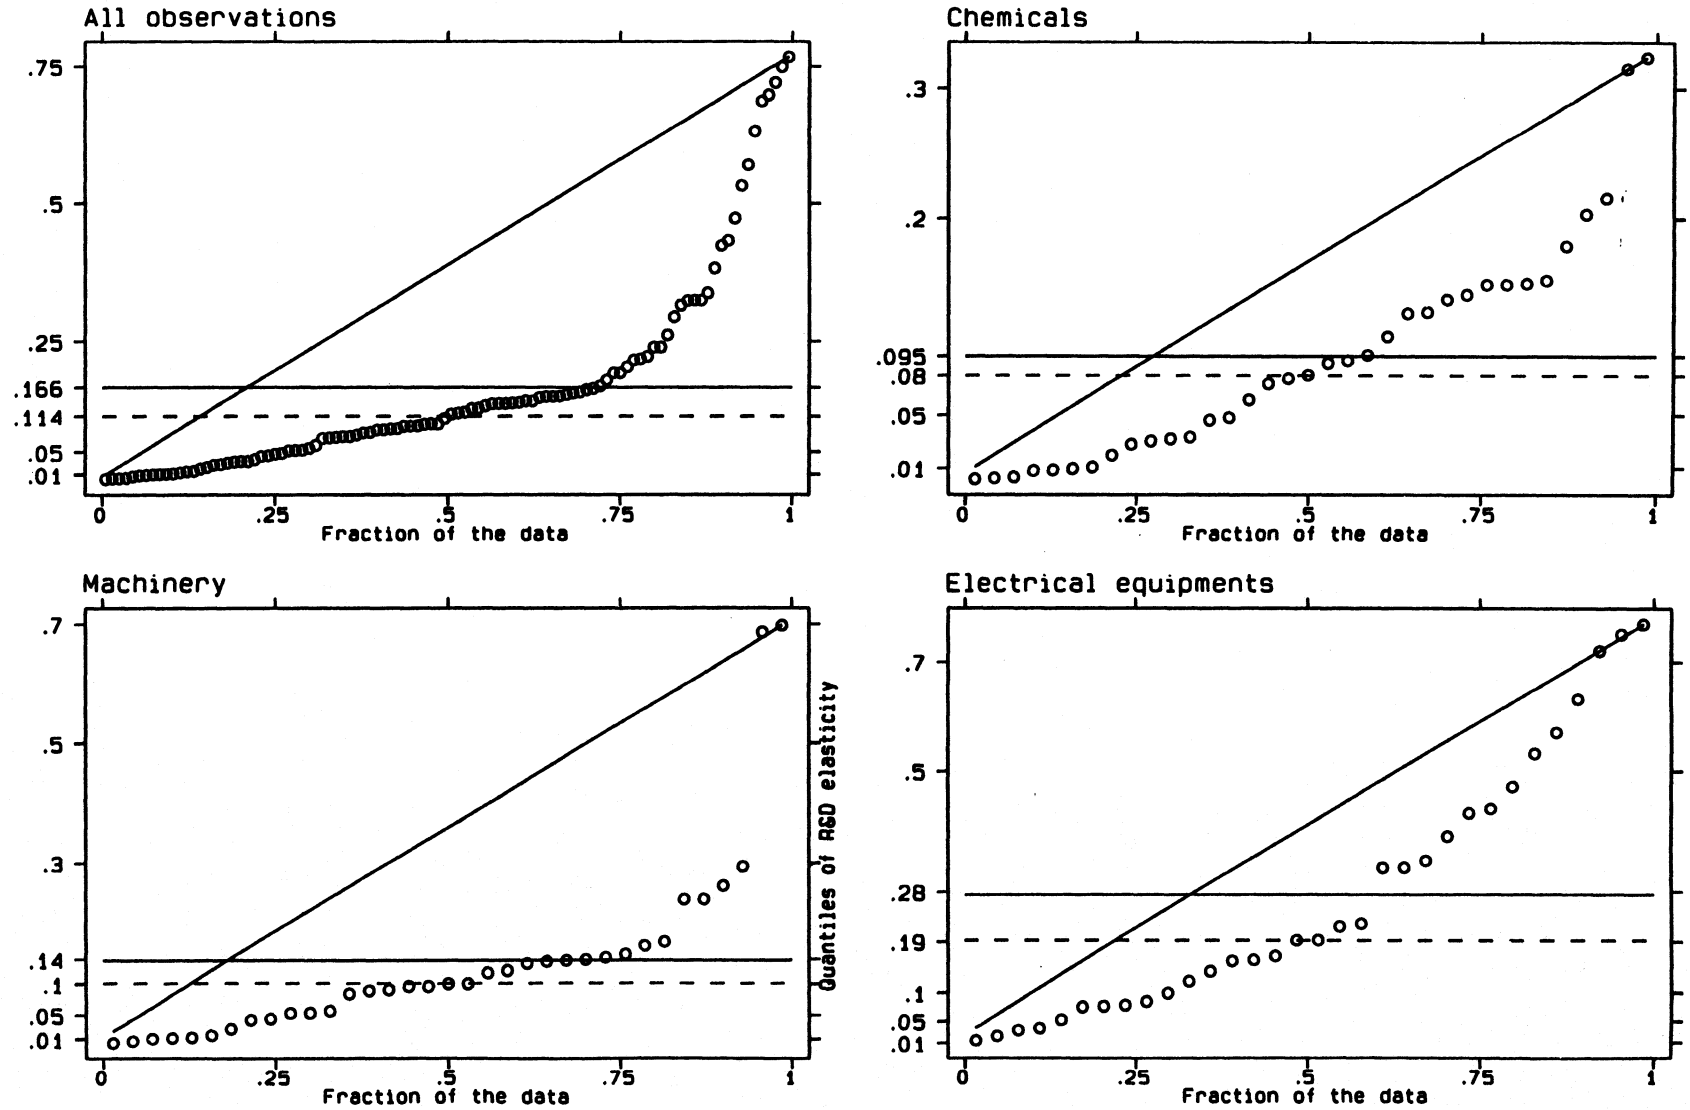 All observations
.75
.5
.25
.166
.114
.05
.01
0 .25 .5 .75 1
Fraction of the data
Chemicals
.3
.2
.095
.08
.05
.01
0 .25 .5 .75 1
Fraction of the data
Machinery
.7
.5
.3
.14
.1
.05
.01
0 .25 .5 .75 1
Fraction of the data
Quantiles of R&D elasticity
Electrical equipments
.7
.5
.28
.19
.1
.05
.01
0 .25 .5 .75 1
Fraction of the data